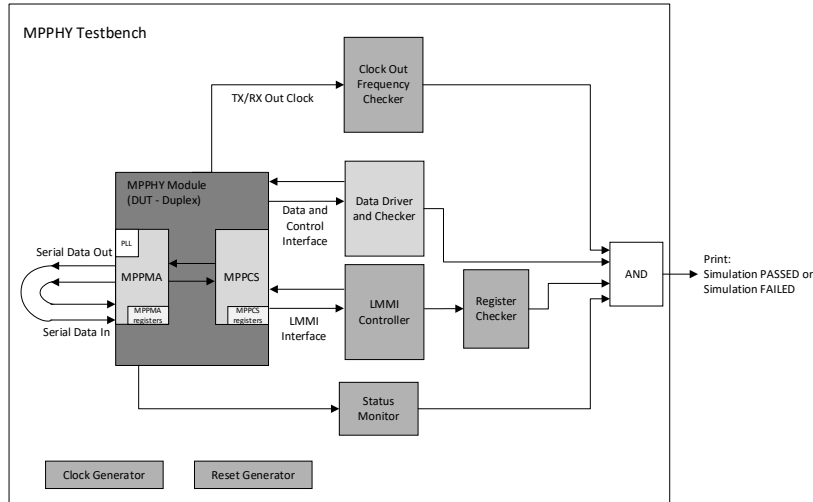 MPPHY Testbench
Clock Out
Frequency
Checker
TX/RX Out Clock
MPPHY Module
(DUT - Duplex)
Data Driver
and Checker
Data and
Control
Interface
PLL
Serial Data Out
MPPMA
MPPCS
AND
Print:
Simulation PASSED or
Simulation FAILED
LMMI
Controller
Register
Checker
MPPMA
registers
MPPCS
registers
LMMI
Interface
Serial Data In
Status
Monitor
Clock Generator
Reset Generator